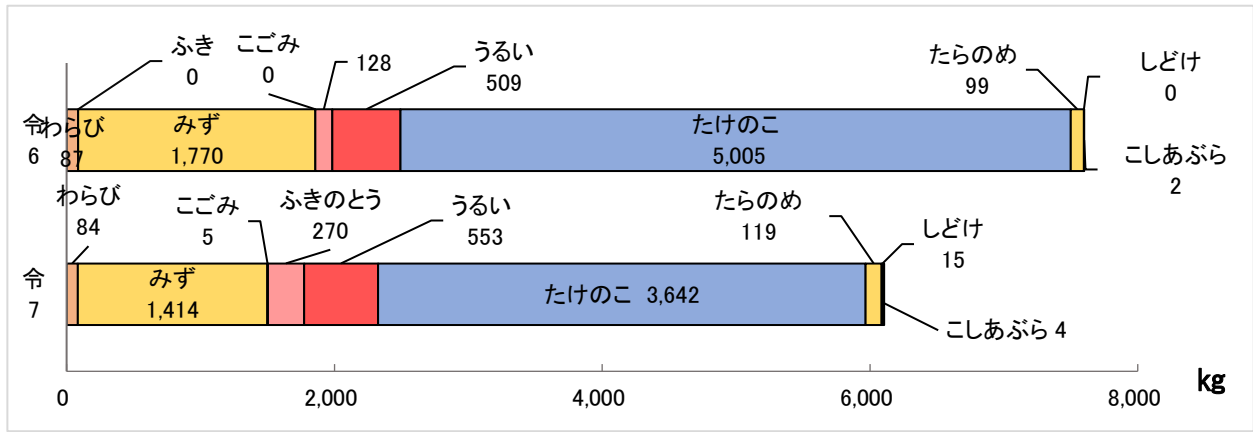 ふき
0
こごみ
0
128
うるい
509
たらのめ
99
しどけ
0
令
6
わらび
87
みず
1,770
たけのこ
5,005
こしあぶら
2
わらび
84
こごみ
5
ふきのとう
270
うるい
553
たらのめ
119
しどけ
15
令
7
みず
1,414
たけのこ 3,642
こしあぶら 4
0
2,000
4,000
6,000
8,000
kg